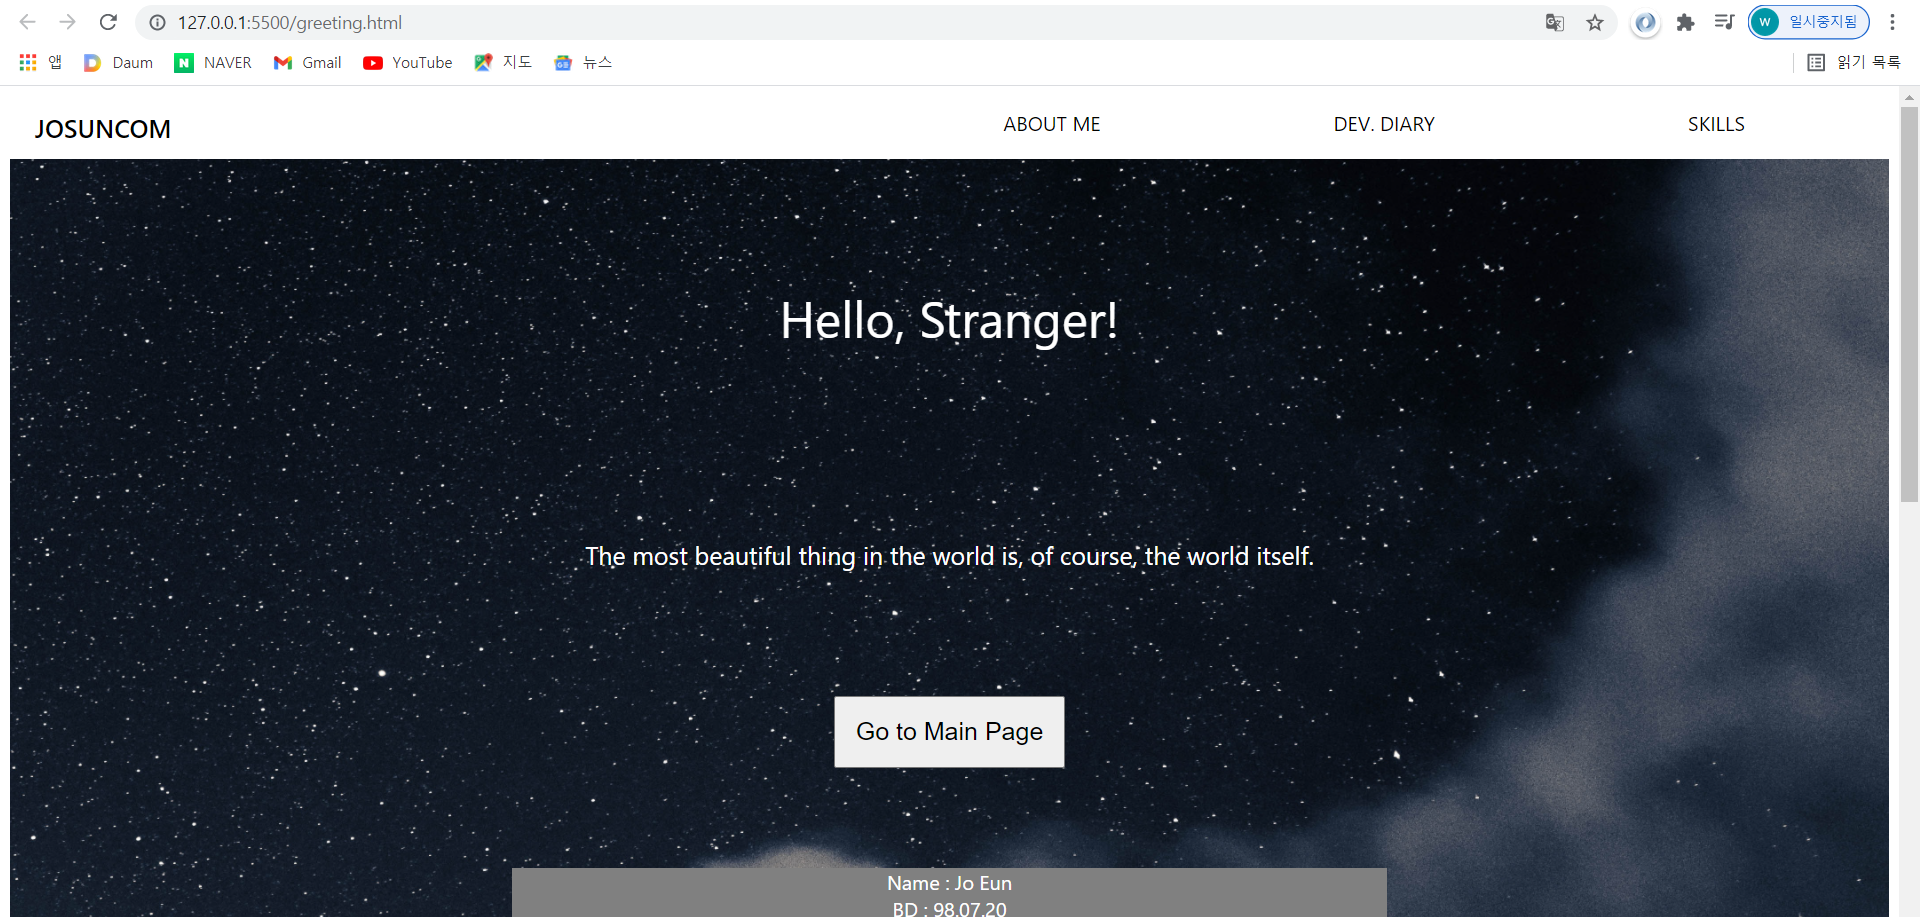 127.0.0.1:5500/greeting.html
W 일시중지됨
앱 Daum N NAVER Gmail YouTube 지도 뉴스 읽기 목록
JOSUNCOM ABOUT ME DEV. DIARY SKILLS
Hello, Stranger!
The most beautiful thing in the world is, of course, the world itself.
Go to Main Page
Name : Jo Eun
BD : 98.07.20